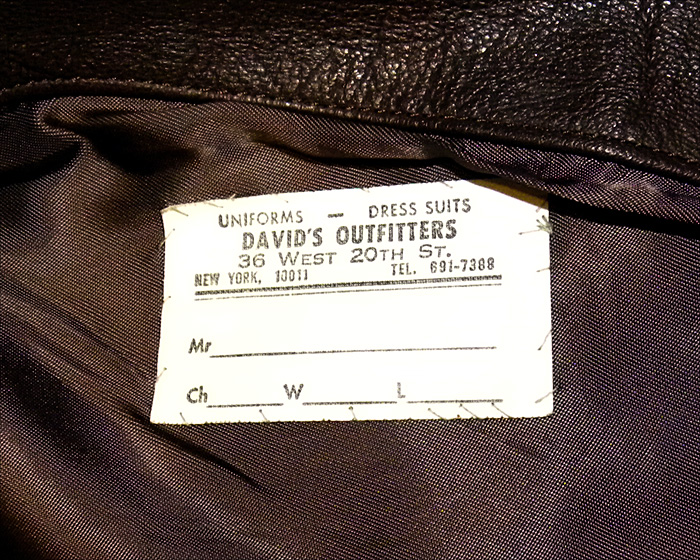 UNIFORMS — DRESS SUITS
DAVID'S OUTFITTERS
36 WEST 20TH ST.
NEW YORK, 10011 TEL. 691-7388
Mr
Ch W L